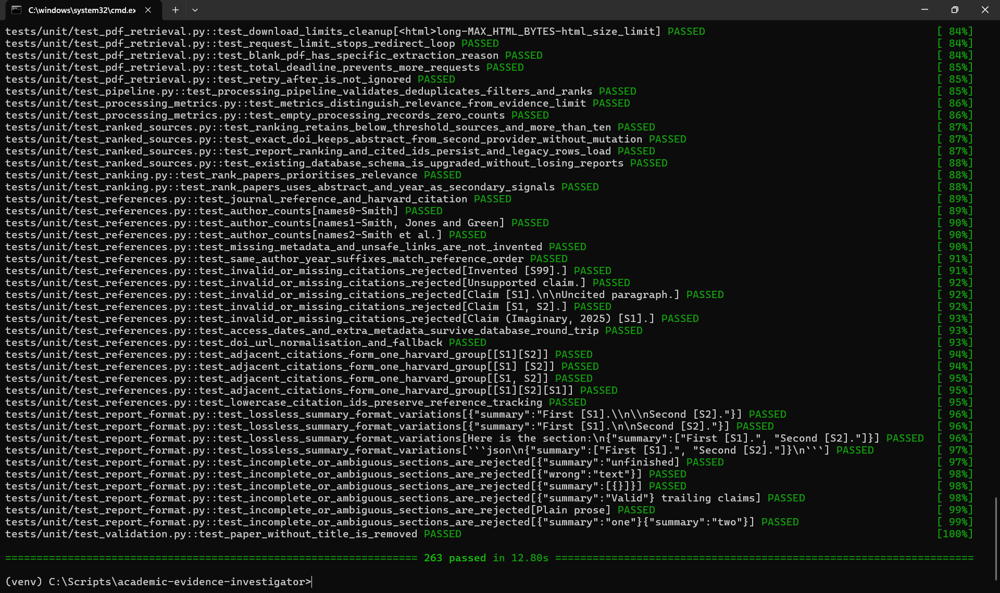 C:\windows\system32\cmd.ex
tests/unit/test_pdf_retrieval.py::test_download_limits_cleanup[<html>long-MAX_HTML_BYTES-html_size_limit] PASSED [ 84%]
tests/unit/test_pdf_retrieval.py::test_request_limit_stops_redirect_loop PASSED [ 84%]
tests/unit/test_pdf_retrieval.py::test_blank_pdf_has_specific_extraction_reason PASSED [ 84%]
tests/unit/test_pdf_retrieval.py::test_total_deadline_prevents_more_requests PASSED [ 85%]
tests/unit/test_pdf_retrieval.py::test_retry_after_is_not_ignored PASSED [ 85%]
tests/unit/test_pipeline.py::test_processing_pipeline_validates_deduplicates_filters_and_ranks PASSED [ 85%]
tests/unit/test_processing_metrics.py::test_metrics_distinguish_relevance_from_evidence_limit PASSED [ 86%]
tests/unit/test_processing_metrics.py::test_empty_processing_records_zero_counts PASSED [ 86%]
tests/unit/test_ranked_sources.py::test_ranking_retains_below_threshold_sources_and_more_than_ten PASSED [ 87%]
tests/unit/test_ranked_sources.py::test_exact_doi_keeps_abstract_from_second_provider_without_mutation PASSED [ 87%]
tests/unit/test_ranked_sources.py::test_report_ranking_and_cited_ids_persist_and_legacy_rows_load PASSED [ 87%]
tests/unit/test_ranked_sources.py::test_existing_database_schema_is_upgraded_without_losing_reports PASSED [ 88%]
tests/unit/test_ranking.py::test_rank_papers_prioritises_relevance PASSED [ 88%]
tests/unit/test_ranking.py::test_rank_papers_uses_abstract_and_year_as_secondary_signals PASSED [ 88%]
tests/unit/test_references.py::test_journal_reference_and_harvard_citation PASSED [ 89%]
tests/unit/test_references.py::test_author_counts[names0-Smith] PASSED [ 89%]
tests/unit/test_references.py::test_author_counts[names1-Smith, Jones and Green] PASSED [ 90%]
tests/unit/test_references.py::test_author_counts[names2-Smith et al.] PASSED [ 90%]
tests/unit/test_references.py::test_missing_metadata_and_unsafe_links_are_not_invented PASSED [ 90%]
tests/unit/test_references.py::test_same_author_year_suffixes_match_reference_order PASSED [ 91%]
tests/unit/test_references.py::test_invalid_or_missing_citations_rejected[Invented [S99].] PASSED [ 91%]
tests/unit/test_references.py::test_invalid_or_missing_citations_rejected[Unsupported claim.] PASSED [ 92%]
tests/unit/test_references.py::test_invalid_or_missing_citations_rejected[Claim [S1].\n\nUncited paragraph.] PASSED [ 92%]
tests/unit/test_references.py::test_invalid_or_missing_citations_rejected[Claim [S1, S2].] PASSED [ 92%]
tests/unit/test_references.py::test_invalid_or_missing_citations_rejected[Claim (Imaginary, 2025) [S1].] PASSED [ 93%]
tests/unit/test_references.py::test_access_dates_and_extra_metadata_survive_database_round_trip PASSED [ 93%]
tests/unit/test_references.py::test_doi_url_normalisation_and_fallback PASSED [ 93%]
tests/unit/test_references.py::test_adjacent_citations_form_one_harvard_group[[S1][S2]] PASSED [ 94%]
tests/unit/test_references.py::test_adjacent_citations_form_one_harvard_group[[S1] [S2]] PASSED [ 94%]
tests/unit/test_references.py::test_adjacent_citations_form_one_harvard_group[[S1, S2]] PASSED [ 95%]
tests/unit/test_references.py::test_adjacent_citations_form_one_harvard_group[[S1][S2][S1]] PASSED [ 95%]
tests/unit/test_references.py::test_lowercase_citation_ids_preserve_reference_tracking PASSED [ 95%]
tests/unit/test_report_format.py::test_lossless_summary_format_variations[{"summary":"First [S1].\\n\\nSecond [S2]."}] PASSED [ 96%]
tests/unit/test_report_format.py::test_lossless_summary_format_variations[{"summary":"First [S1].\n\nSecond [S2]."}] PASSED [ 96%]
tests/unit/test_report_format.py::test_lossless_summary_format_variations[Here is the section:\n{"summary":["First [S1].", "Second [S2]."]}] PASSED [ 96%]
tests/unit/test_report_format.py::test_lossless_summary_format_variations[```json\n{"summary":["First [S1].", "Second [S2]."]}\n```] PASSED [ 97%]
tests/unit/test_report_format.py::test_incomplete_or_ambiguous_sections_are_rejected[{"summary":"unfinished] PASSED [ 97%]
tests/unit/test_report_format.py::test_incomplete_or_ambiguous_sections_are_rejected[{"wrong":"text"}] PASSED [ 98%]
tests/unit/test_report_format.py::test_incomplete_or_ambiguous_sections_are_rejected[{"summary":[{}]}] PASSED [ 98%]
tests/unit/test_report_format.py::test_incomplete_or_ambiguous_sections_are_rejected[{"summary":"Valid"} trailing claims] PASSED [ 98%]
tests/unit/test_report_format.py::test_incomplete_or_ambiguous_sections_are_rejected[Plain prose] PASSED [ 99%]
tests/unit/test_report_format.py::test_incomplete_or_ambiguous_sections_are_rejected[{"summary":"one"}{"summary":"two"}] PASSED [ 99%]
tests/unit/test_validation.py::test_paper_without_title_is_removed PASSED [100%]
================================================================== 263 passed in 12.80s ===================================================================
(venv) C:\Scripts\academic-evidence-investigator>